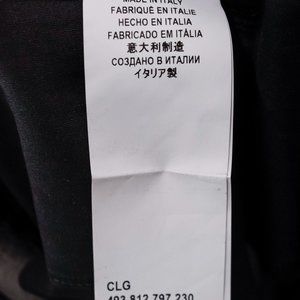 MADE IN ITALY
FABRIQUÉ EN ITALIE
HECHO EN ITALIA
FABRICADO EM ITÁLIA
意大利制造
СОЗДАНО В ИТАЛИИ
イタリア製
CLG
493 812 797 230